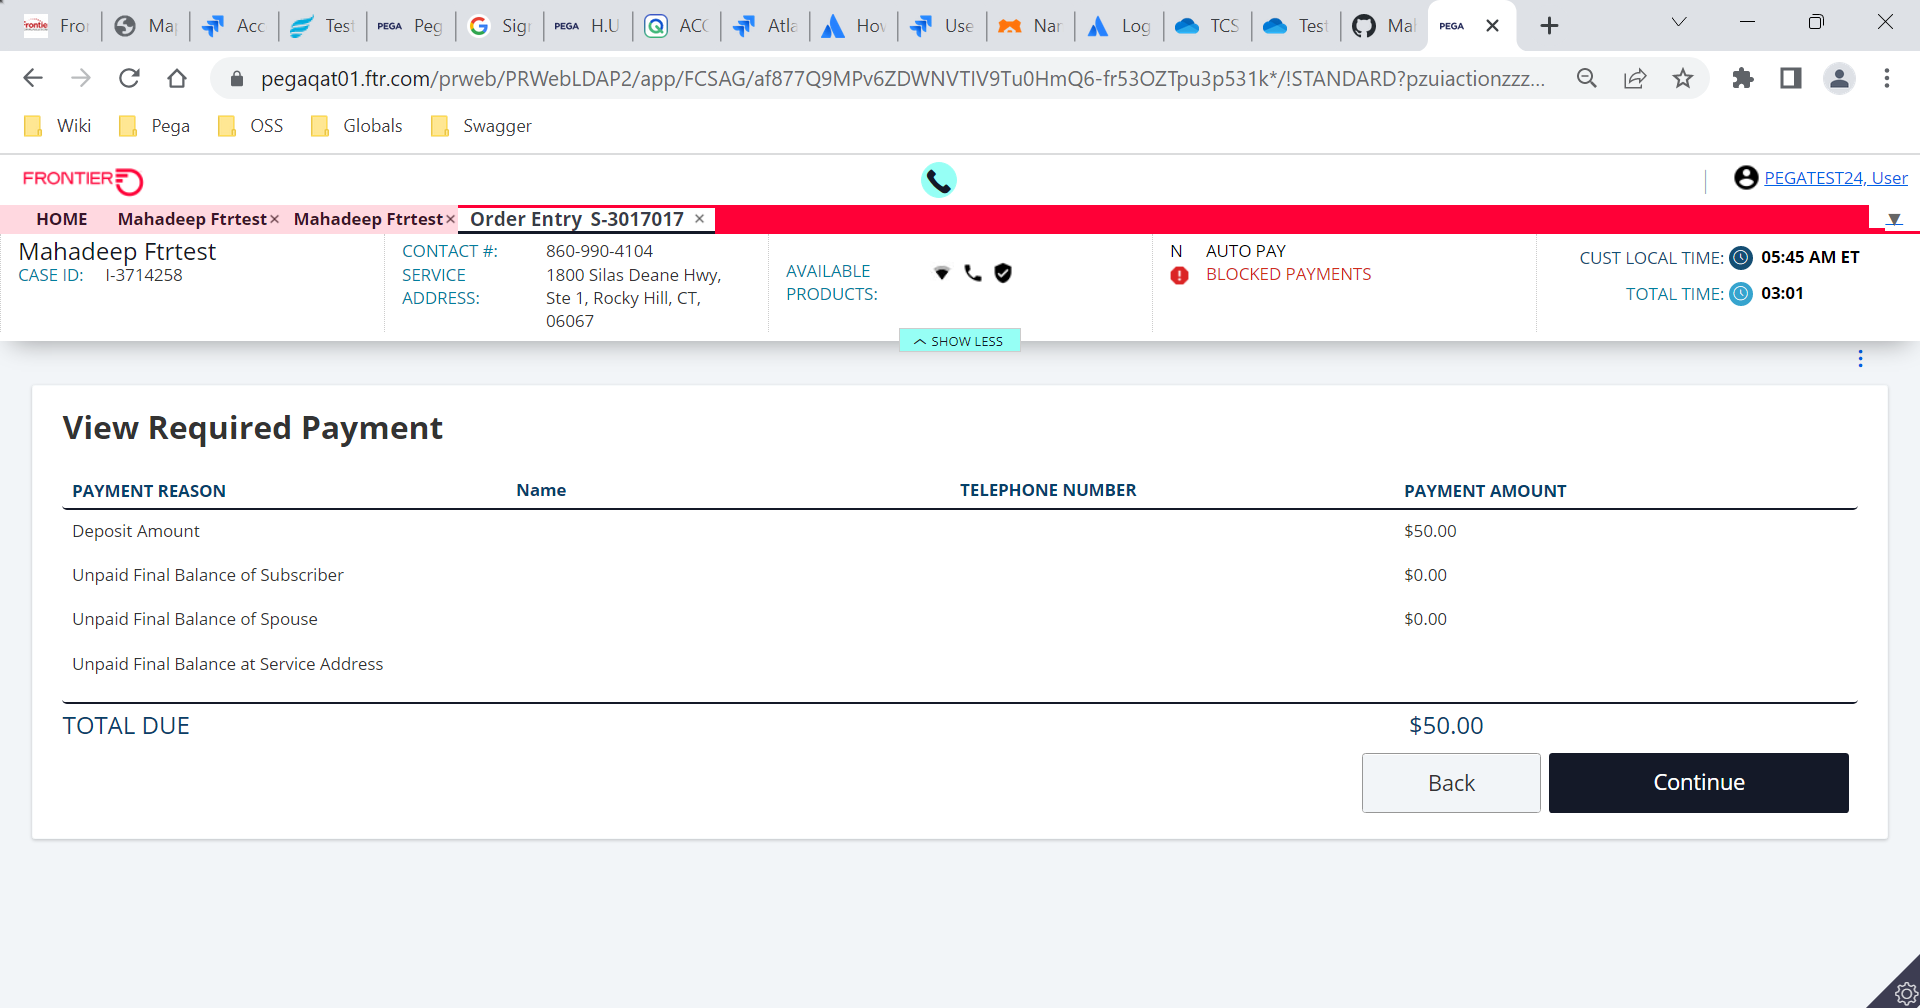 Fro
Ma
Acc
Test
PEGA Peg
Sig
PEGA H.U
ACC
Atla
How
Use
Nar
Log
TCS
Test
Mah
PEGA
pegaqat01.ftr.com/prweb/PRWebLDAP2/app/FCSAG/af877Q9MPv6ZDWNVTIV9Tu0HmQ6-fr53OZTpu3p531k*/!STANDARD?pzuiactionzzz...
Wiki Pega OSS Globals Swagger
FRONTIER
PEGATEST24, User
HOME Mahadeep Ftrtest× Mahadeep Ftrtest× Order Entry S-3017017 ×
Mahadeep Ftrtest
CASE ID: I-3714258
CONTACT #: 860-990-4104
SERVICE ADDRESS: 1800 Silas Deane Hwy,
Ste 1, Rocky Hill, CT,
06067
AVAILABLE
PRODUCTS:
N AUTO PAY
BLOCKED PAYMENTS
CUST LOCAL TIME: 05:45 AM ET
TOTAL TIME: 03:01
SHOW LESS
View Required Payment
PAYMENT REASON Name TELEPHONE NUMBER PAYMENT AMOUNT
Deposit Amount $50.00
Unpaid Final Balance of Subscriber $0.00
Unpaid Final Balance of Spouse $0.00
Unpaid Final Balance at Service Address
TOTAL DUE $50.00
Back Continue